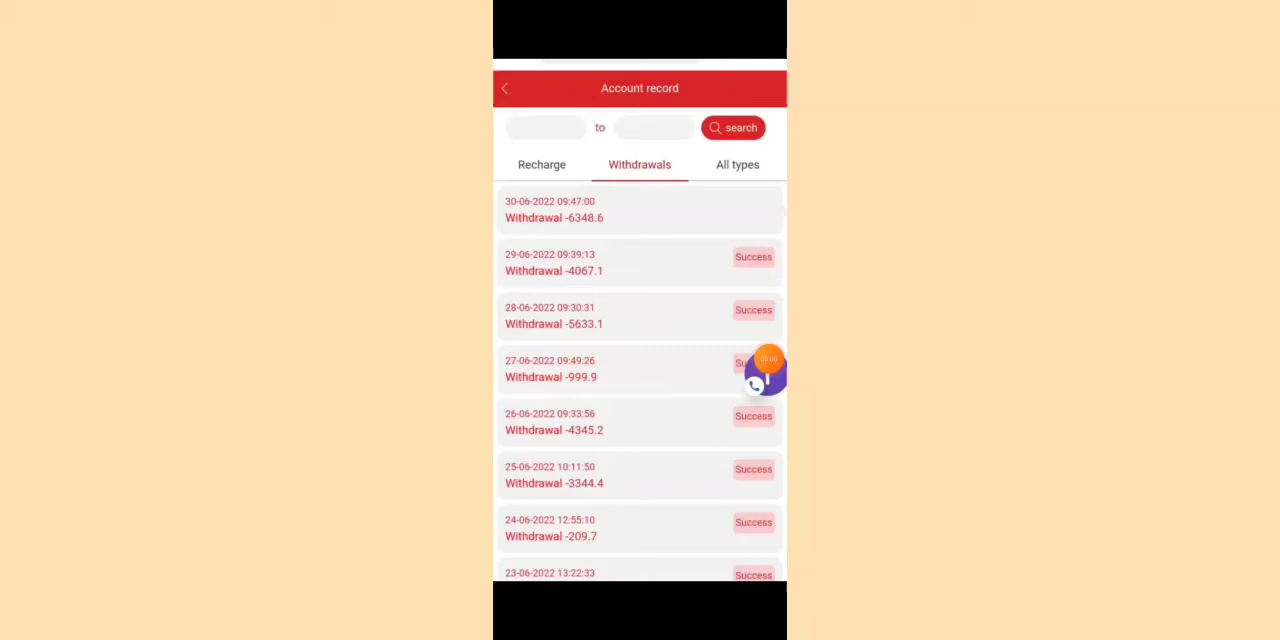 Account record
to
search
Recharge
Withdrawals
All types
30-06-2022 09:47:00
Withdrawal -6348.6
29-06-2022 09:39:13
Success
Withdrawal -4067.1
28-06-2022 09:30:31
Success
Withdrawal -5633.1
27-06-2022 09:49:26
Withdrawal -999.9
26-06-2022 09:33:56
Success
Withdrawal -4345.2
25-06-2022 10:11:50
Success
Withdrawal -3344.4
24-06-2022 12:55:10
Success
Withdrawal -209.7
23-06-2022 13:22:33
Success